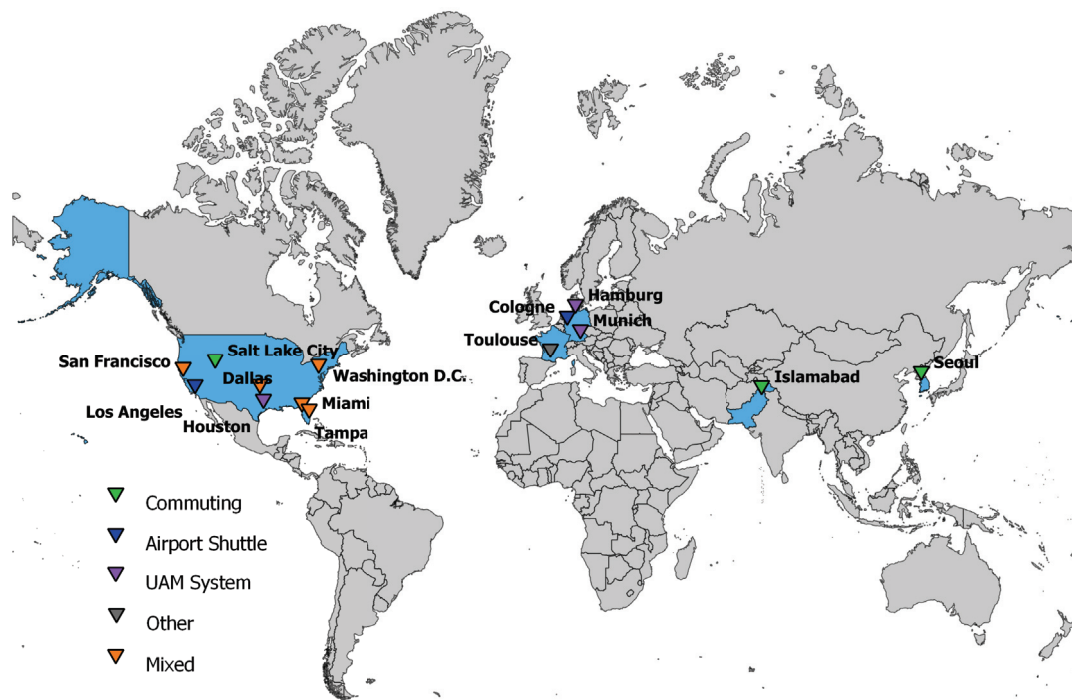 Hamburg
Cologne
Munich
Toulouse
San Francisco
Salt Lake City
Seoul
Washington D.C.
Dallas
Islamabad
Los Angeles
Miami
Houston
Tampa
Commuting
Airport Shuttle
UAM System
Other
Mixed